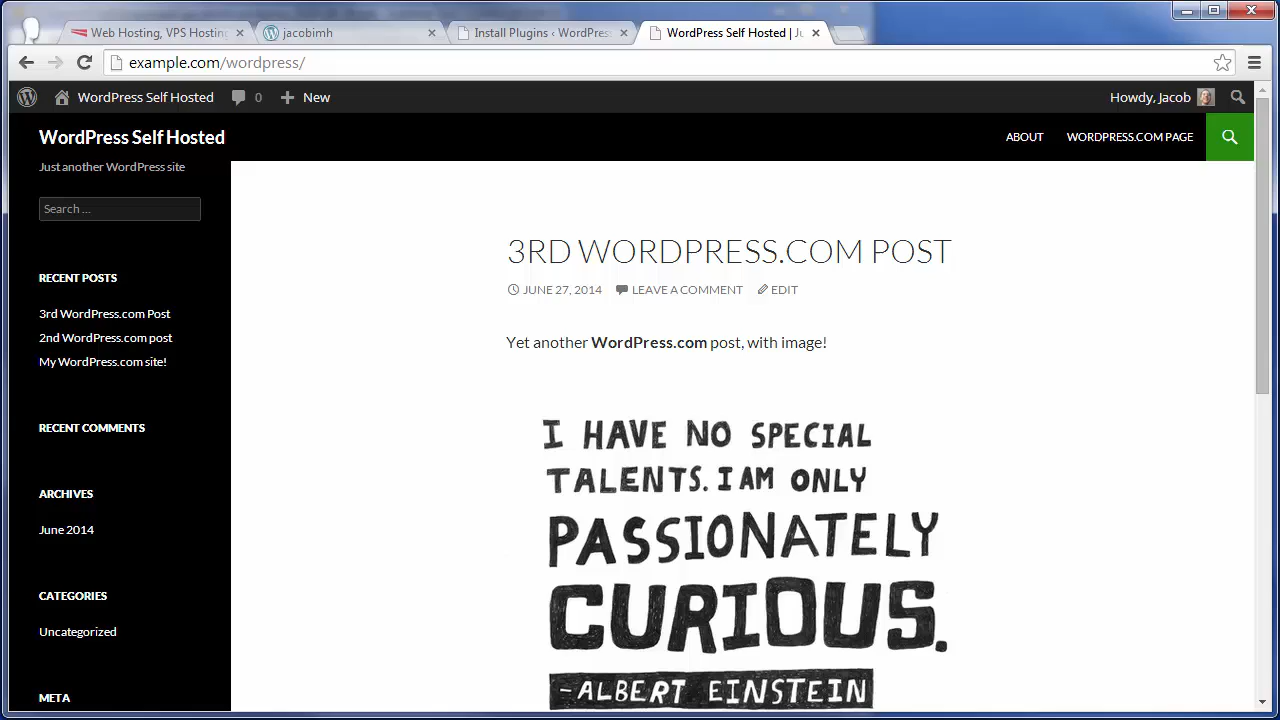 Web Hosting, VPS Hosting
jacobimh
Install Plugins ‹ WordPress
WordPress Self Hosted | Ju
example.com/wordpress/
WordPress Self Hosted
0
New
Howdy, Jacob
WordPress Self Hosted
ABOUT
WORDPRESS.COM PAGE
Just another WordPress site
Search ...
RECENT POSTS
3rd WordPress.com Post
2nd WordPress.com post
My WordPress.com site!
RECENT COMMENTS
ARCHIVES
June 2014
CATEGORIES
Uncategorized
META
3RD WORDPRESS.COM POST
JUNE 27, 2014 LEAVE A COMMENT EDIT
Yet another WordPress.com post, with image!
I HAVE NO SPECIAL
TALENTS. I AM ONLY
PASSIONATELY
CURIOUS.
-ALBERT EINSTEIN